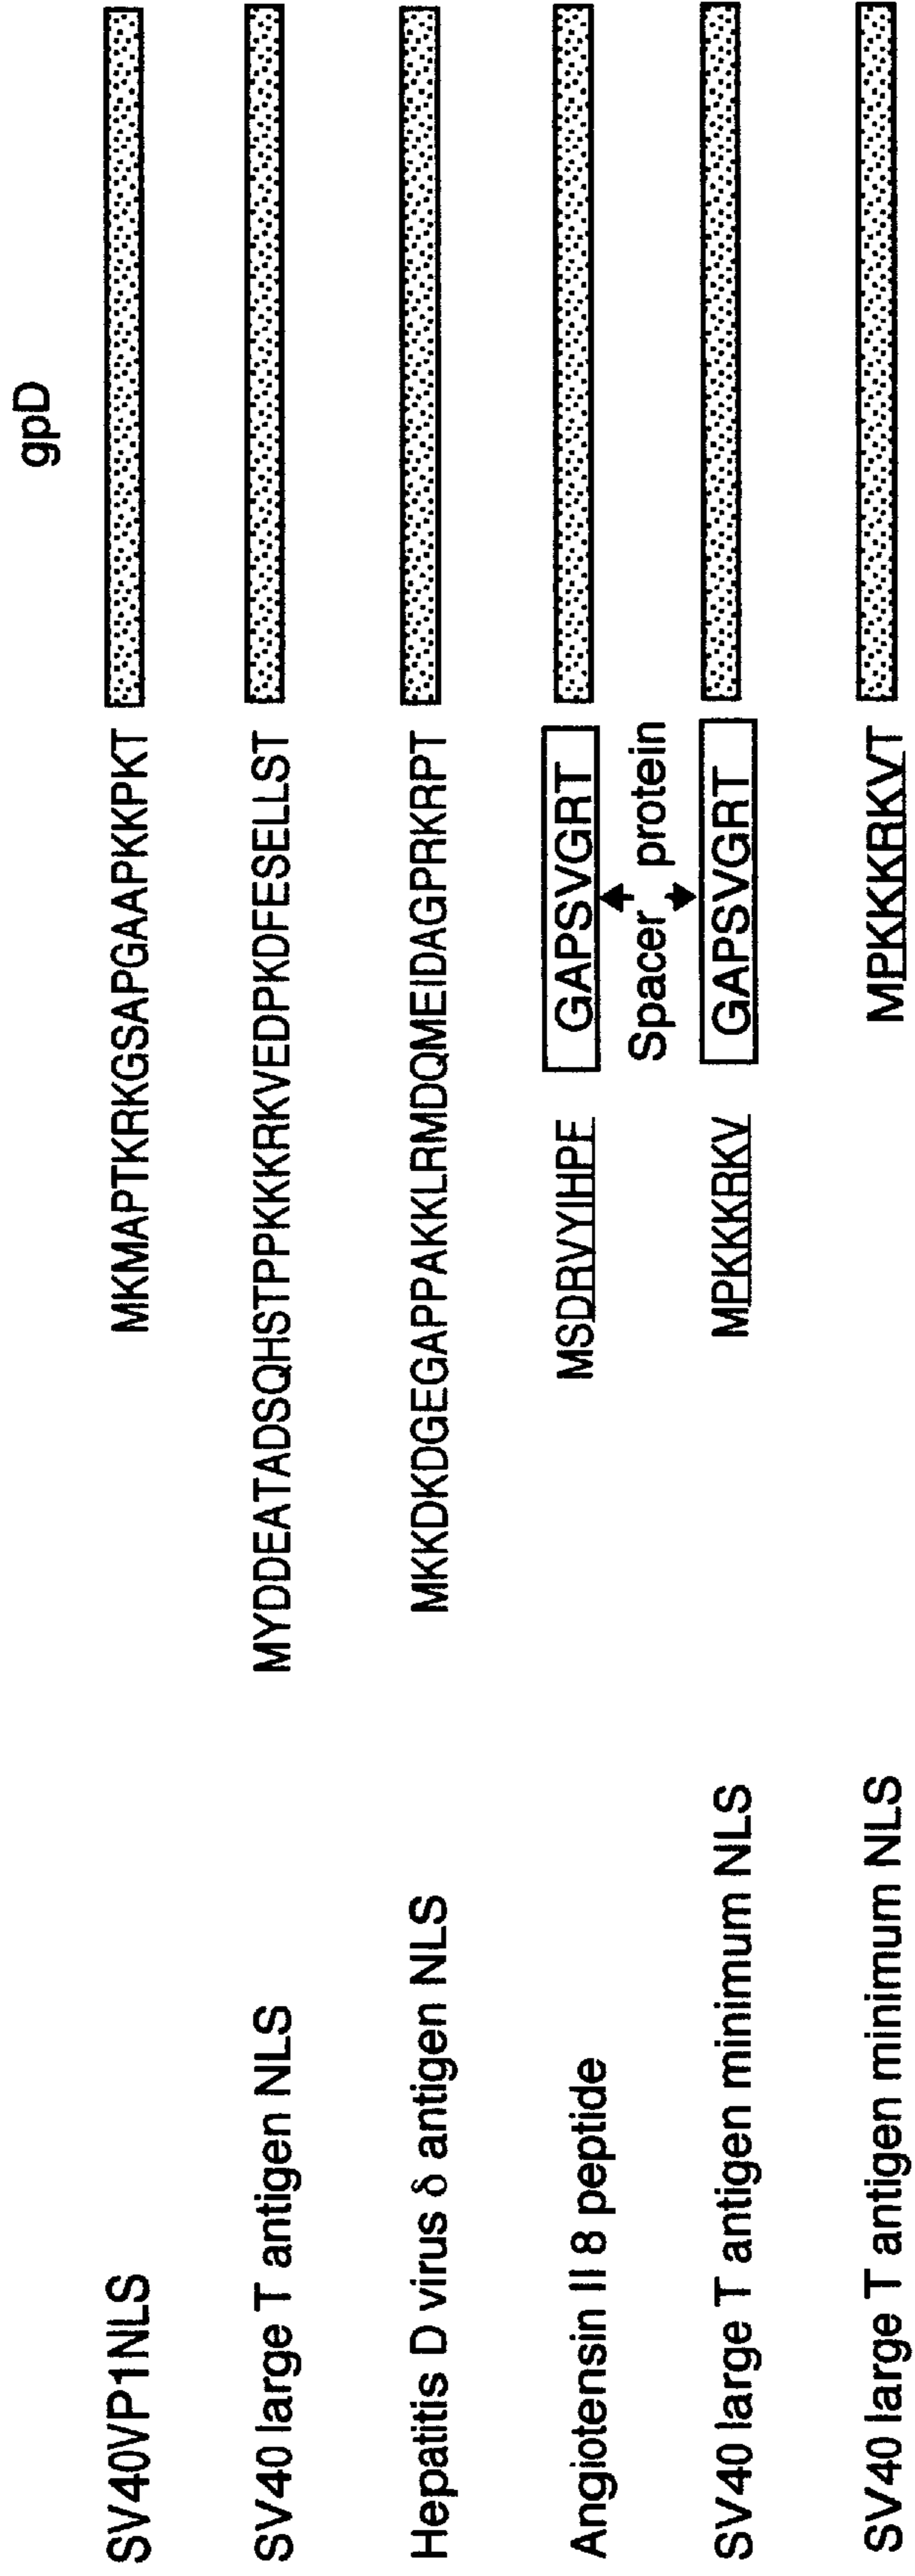 gpD
SV40VP1NLS MKMAPTKRKGSAPGAAPKKPKT
SV40 large T antigen NLS MYDDEATADSQHSTPPKKKRKVEDPKDFESELLST
Hepatitis D virus δ antigen NLS MKKDKDGEGAPPAKKLRMDQMEIDAGPRKRPT
Angiotensin II 8 peptide MSDRVYIHPF GAPSVGRT
Spacer protein
SV40 large T antigen minimum NLS MPKKKRKV GAPSVGRT
SV40 large T antigen minimum NLS MPKKKRKVT